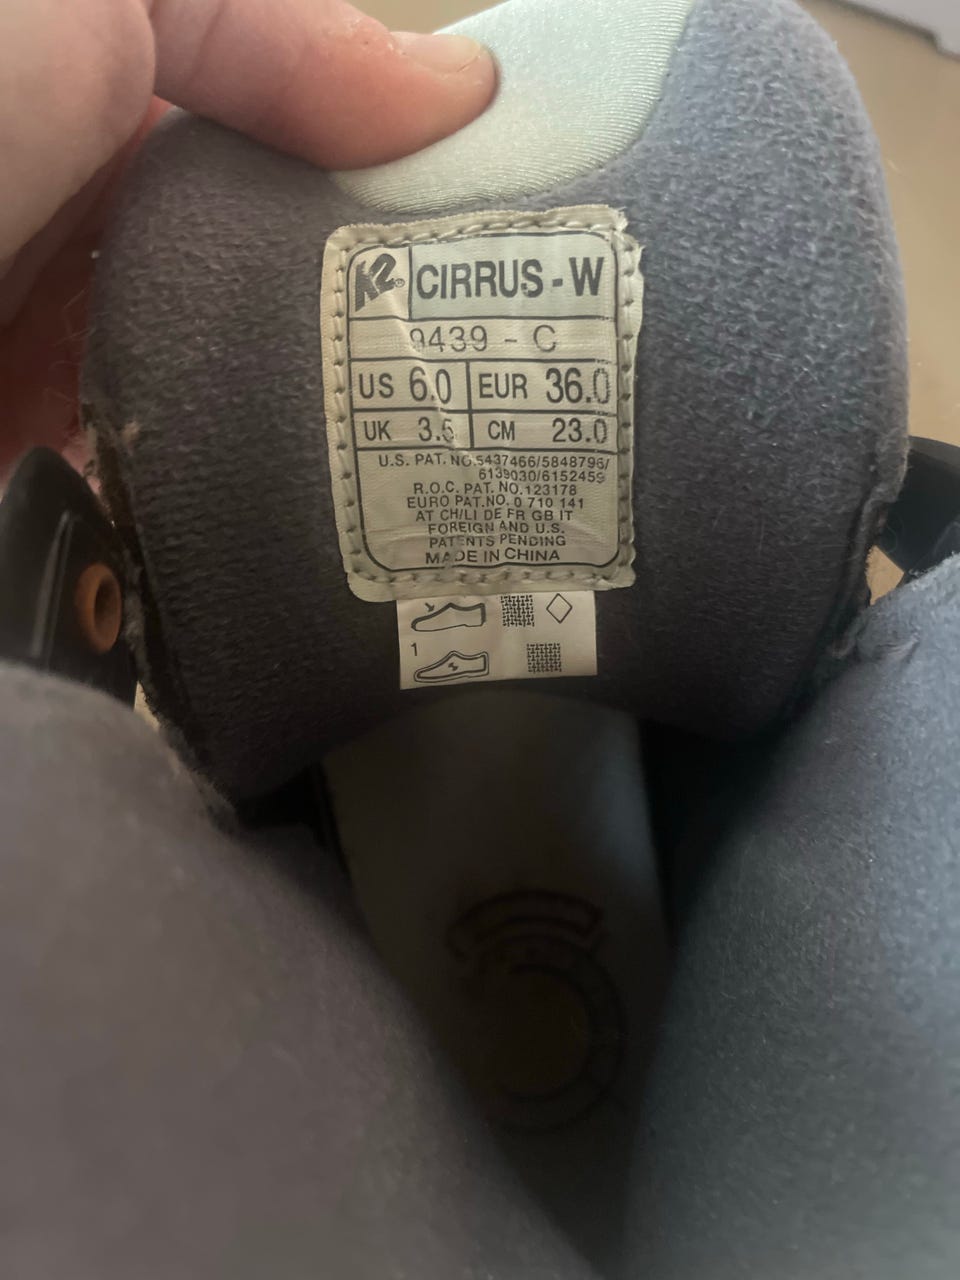 K2® CIRRUS-W
9439 - C
US 6.0 EUR 36.0
UK 3.5 CM 23.0
U.S. PAT. NO.5437466/5848796/
6139030/6152459
R.O.C. PAT. NO.123178
EURO PAT.NO. 0 710 141
AT CH/LI DE FR GB IT
FOREIGN AND U.S.
PATENTS PENDING
MADE IN CHINA
1